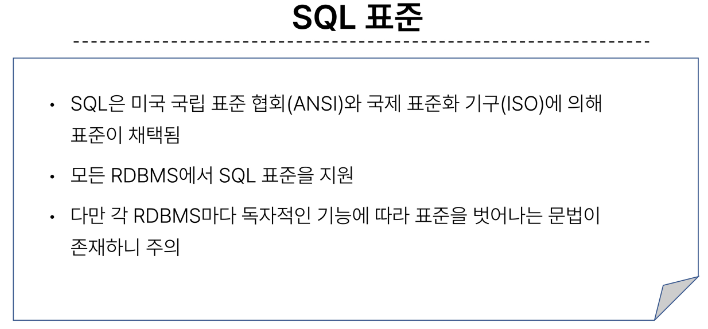 SQL 표준
• SQL은 미국 국립 표준 협회(ANSI)와 국제 표준화 기구(ISO)에 의해
표준이 채택됨
• 모든 RDBMS에서 SQL 표준을 지원
• 다만 각 RDBMS마다 독자적인 기능에 따라 표준을 벗어나는 문법이
존재하니 주의